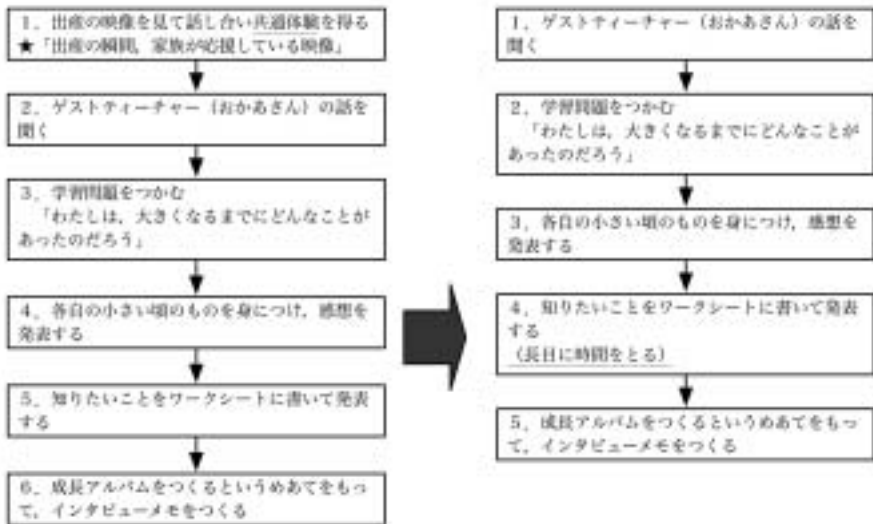 1．出産の映像を見て話し合い共通体験を得る
★「出産の瞬間，家族が応援している映像」
2．ゲストティーチャー（おかあさん）の話を
聞く
3．学習問題をつかむ
「わたしは，大きくなるまでにどんなことが
あったのだろう」
4．各自の小さい頃のものを身につけ，感想を
発表する
5．知りたいことをワークシートに書いて発表
する
6．成長アルバムをつくるというめあてをもっ
て，インタビューメモをつくる
1．ゲストティーチャー（おかあさん）の話を
聞く
2．学習問題をつかむ
「わたしは，大きくなるまでにどんなことが
あったのだろう」
3．各自の小さい頃のものを身につけ，感想を
発表する
4．知りたいことをワークシートに書いて発表
する
（長目に時間をとる）
5．成長アルバムをつくるというめあてをもっ
て，インタビューメモをつくる